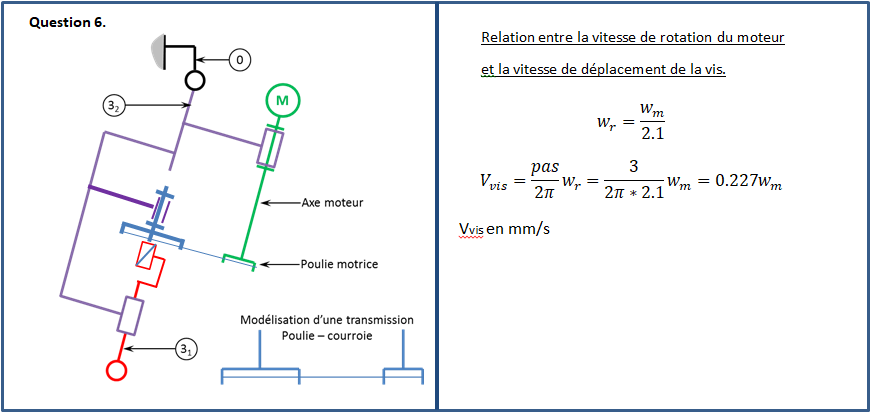 Question 6.
0
3₂
M
Axe moteur
Poulie motrice
Modélisation d'une transmission
Poulie – courroie
3₁
Relation entre la vitesse de rotation du moteur
et la vitesse de déplacement de la vis.
w_r = w_m / 2.1
V_vis = pas / 2π w_r = 3 / 2π * 2.1 w_m = 0.227w_m
Vvis en mm/s